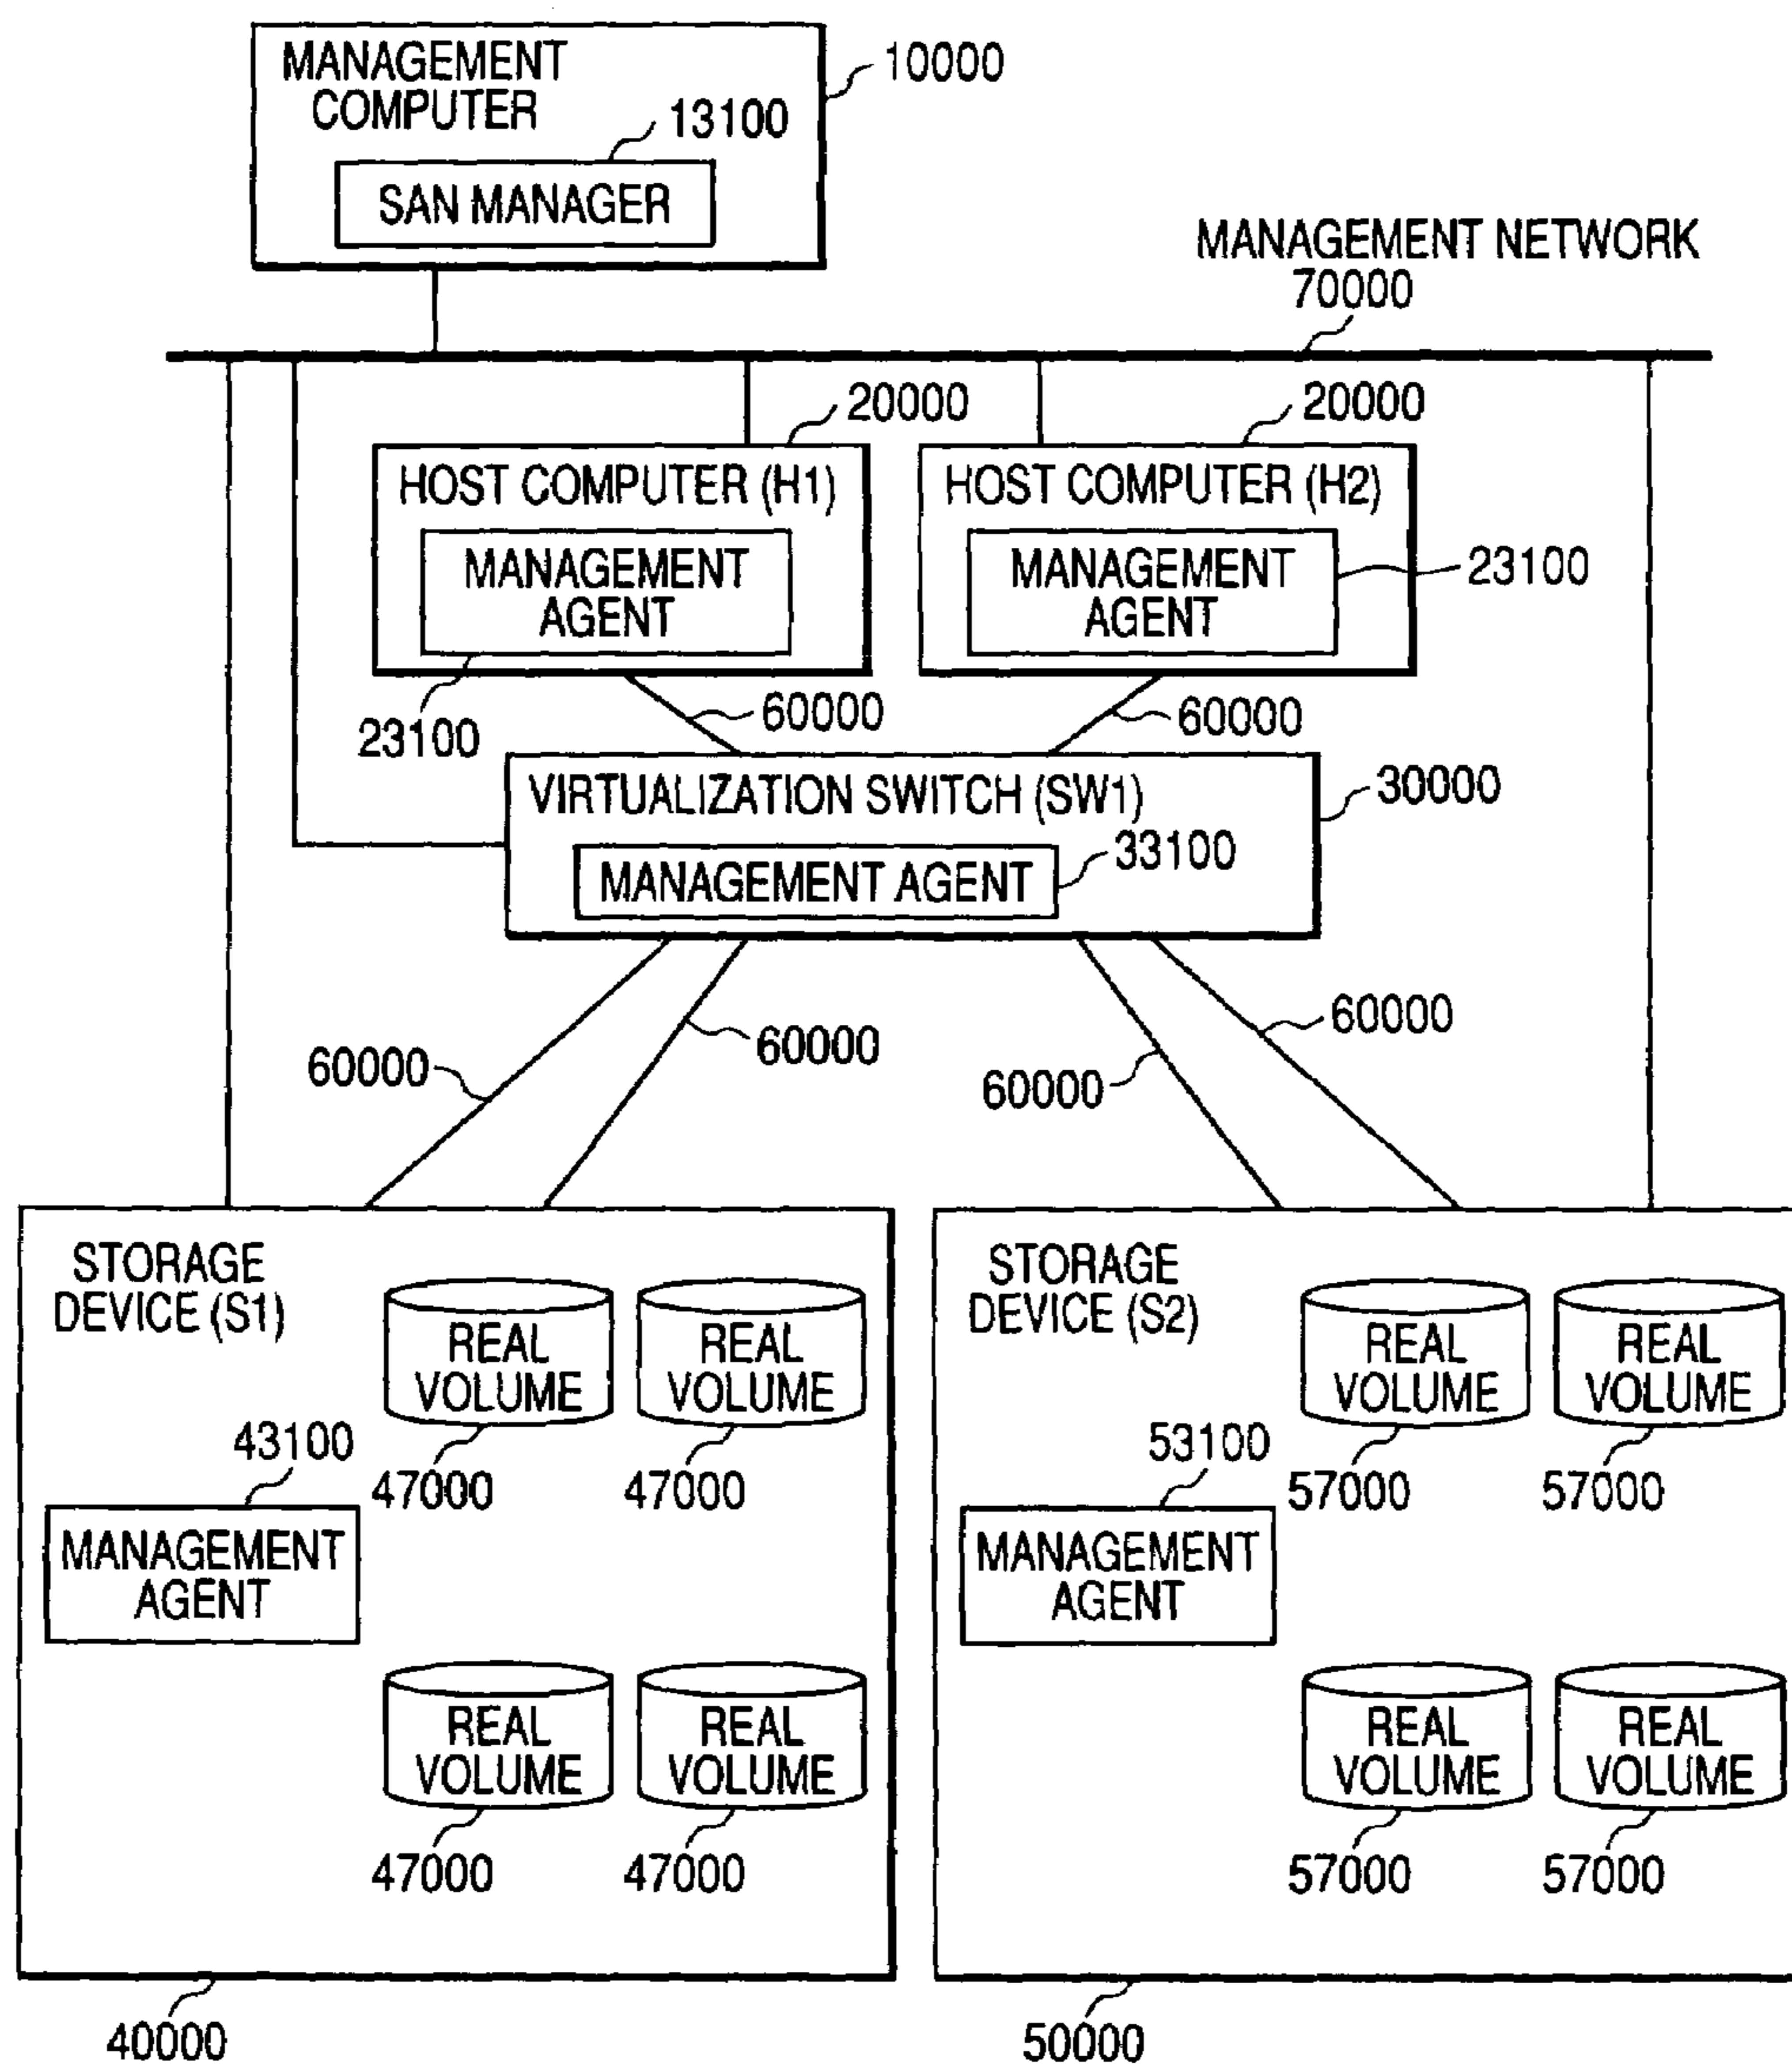 MANAGEMENT
COMPUTER
10000
13100
SAN MANAGER
MANAGEMENT NETWORK
70000
20000
20000
HOST COMPUTER (H1)
HOST COMPUTER (H2)
MANAGEMENT
AGENT
MANAGEMENT
AGENT
23100
23100
60000
60000
VIRTUALIZATION SWITCH (SW1)
30000
33100
MANAGEMENT AGENT
60000
60000
60000
60000
STORAGE
DEVICE (S1)
REAL
VOLUME
REAL
VOLUME
47000
47000
43100
MANAGEMENT
AGENT
REAL
VOLUME
REAL
VOLUME
47000
47000
40000
STORAGE
DEVICE (S2)
REAL
VOLUME
REAL
VOLUME
57000
57000
53100
MANAGEMENT
AGENT
REAL
VOLUME
REAL
VOLUME
57000
57000
50000